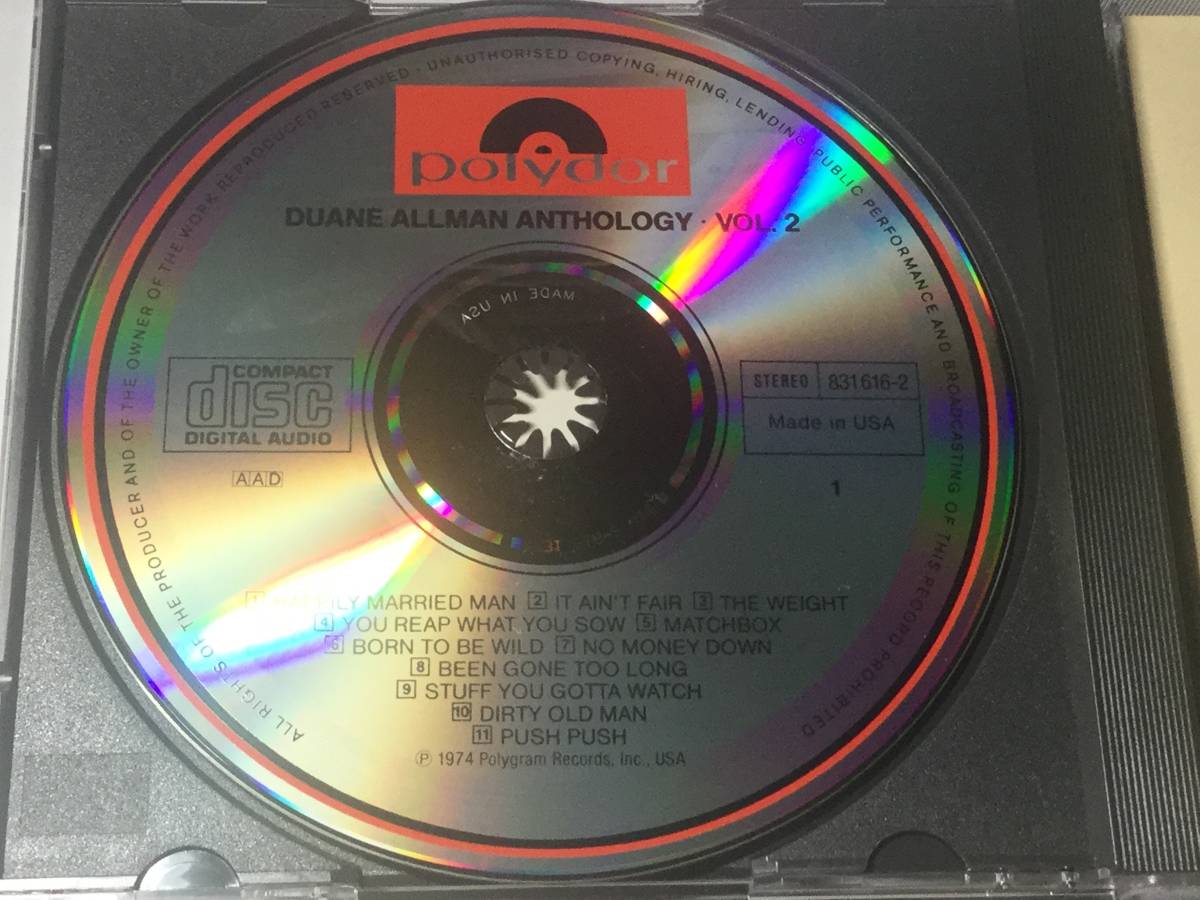 ALL RIGHTS OF THE PRODUCER AND OF THE OWNER OF THE WORK REPRODUCED RESERVED · UNAUTHORISED COPYING, HIRING, LENDING, PUBLIC PERFORMANCE AND BROADCASTING OF THIS RECORD PROHIBITED
polydor
DUANE ALLMAN ANTHOLOGY · VOL. 2
MADE IN USA
COMPACT
disc
DIGITAL AUDIO
AAD
STEREO 831 616-2
Made in USA
1
1 HAPPILY MARRIED MAN 2 IT AIN'T FAIR 3 THE WEIGHT
4 YOU REAP WHAT YOU SOW 5 MATCHBOX
6 BORN TO BE WILD 7 NO MONEY DOWN
8 BEEN GONE TOO LONG
9 STUFF YOU GOTTA WATCH
10 DIRTY OLD MAN
11 PUSH PUSH
℗ 1974 Polygram Records, Inc., USA